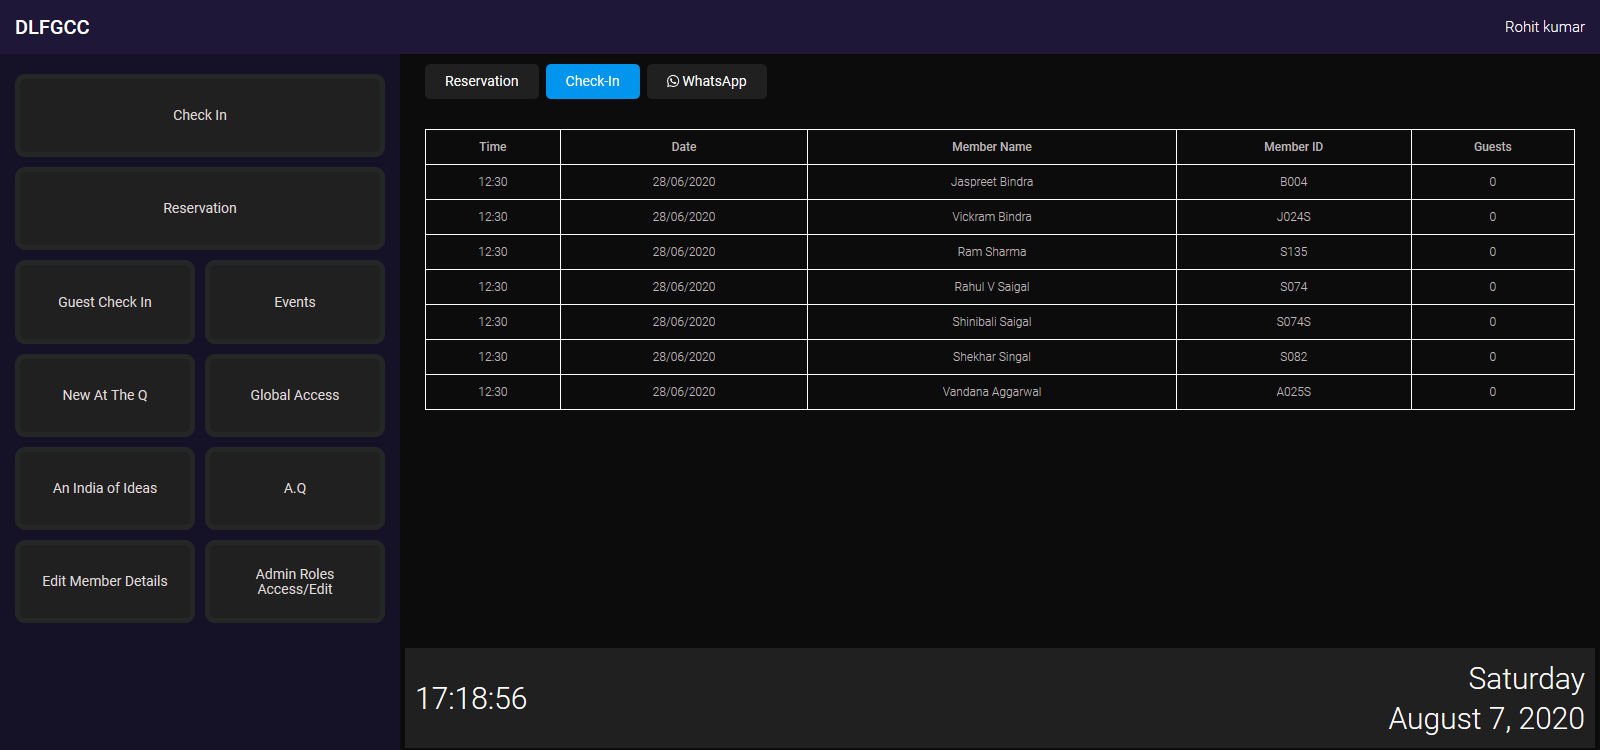 DLFGCC
Rohit kumar
Check In
Reservation
Guest Check In
Events
New At The Q
Global Access
An India of Ideas
A.Q
Edit Member Details
Admin Roles
Access/Edit
Reservation Check-In WhatsApp
Time Date Member Name Member ID Guests
12:30 28/06/2020 Jaspreet Bindra B004 0
12:30 28/06/2020 Vickram Bindra J024S 0
12:30 28/06/2020 Ram Sharma S135 0
12:30 28/06/2020 Rahul V Saigal S074 0
12:30 28/06/2020 Shinibali Saigal S074S 0
12:30 28/06/2020 Shekhar Singal S082 0
12:30 28/06/2020 Vandana Aggarwal A025S 0
17:18:56
Saturday
August 7, 2020